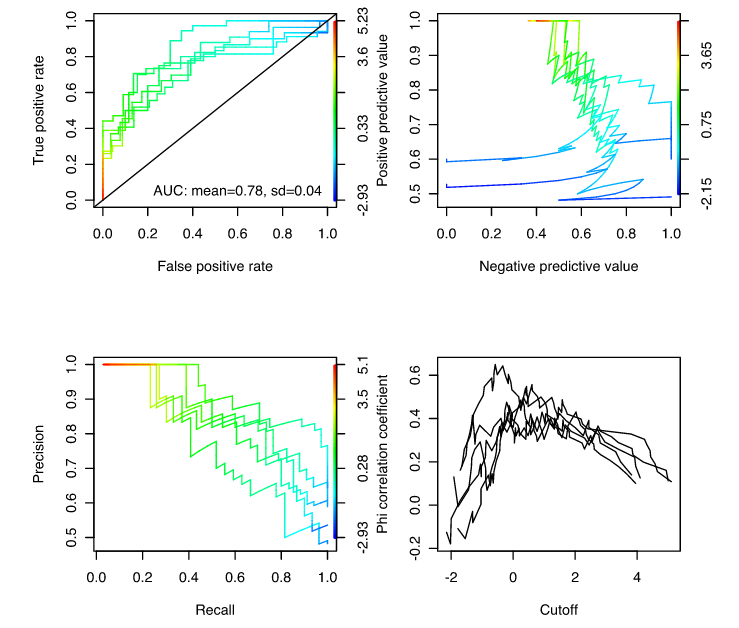 True positive rate
1.0
0.8
0.6
0.4
0.2
0.0
AUC: mean=0.78, sd=0.04
5.23
3.6
0.33
-2.93
0.0 0.2 0.4 0.6 0.8 1.0
False positive rate
Positive predictive value
1.0
0.9
0.8
0.7
0.6
0.5
3.65
0.75
-2.15
0.0 0.2 0.4 0.6 0.8 1.0
Negative predictive value
Precision
1.0
0.9
0.8
0.7
0.6
0.5
5.1
3.5
0.28
-2.93
0.0 0.2 0.4 0.6 0.8 1.0
Recall
Phi correlation coefficient
0.6
0.4
0.2
0.0
-0.2
-2 0 2 4
Cutoff